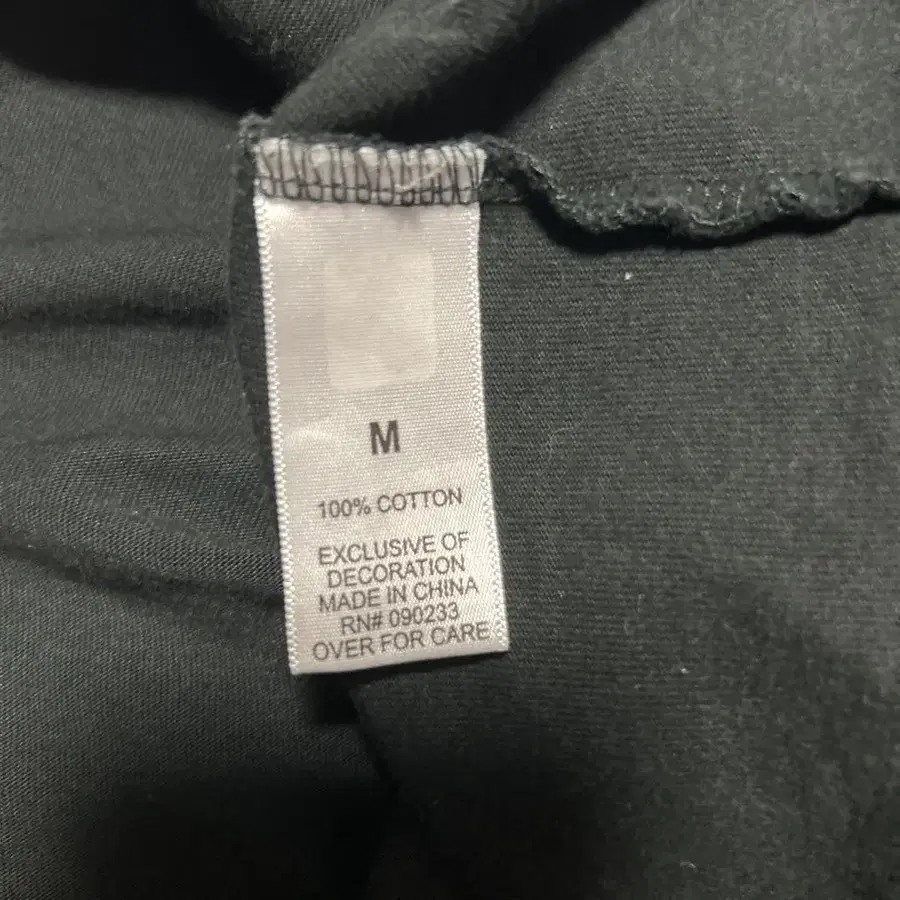 M
100% COTTON
EXCLUSIVE OF
DECORATION
MADE IN CHINA
RN# 090233
OVER FOR CARE